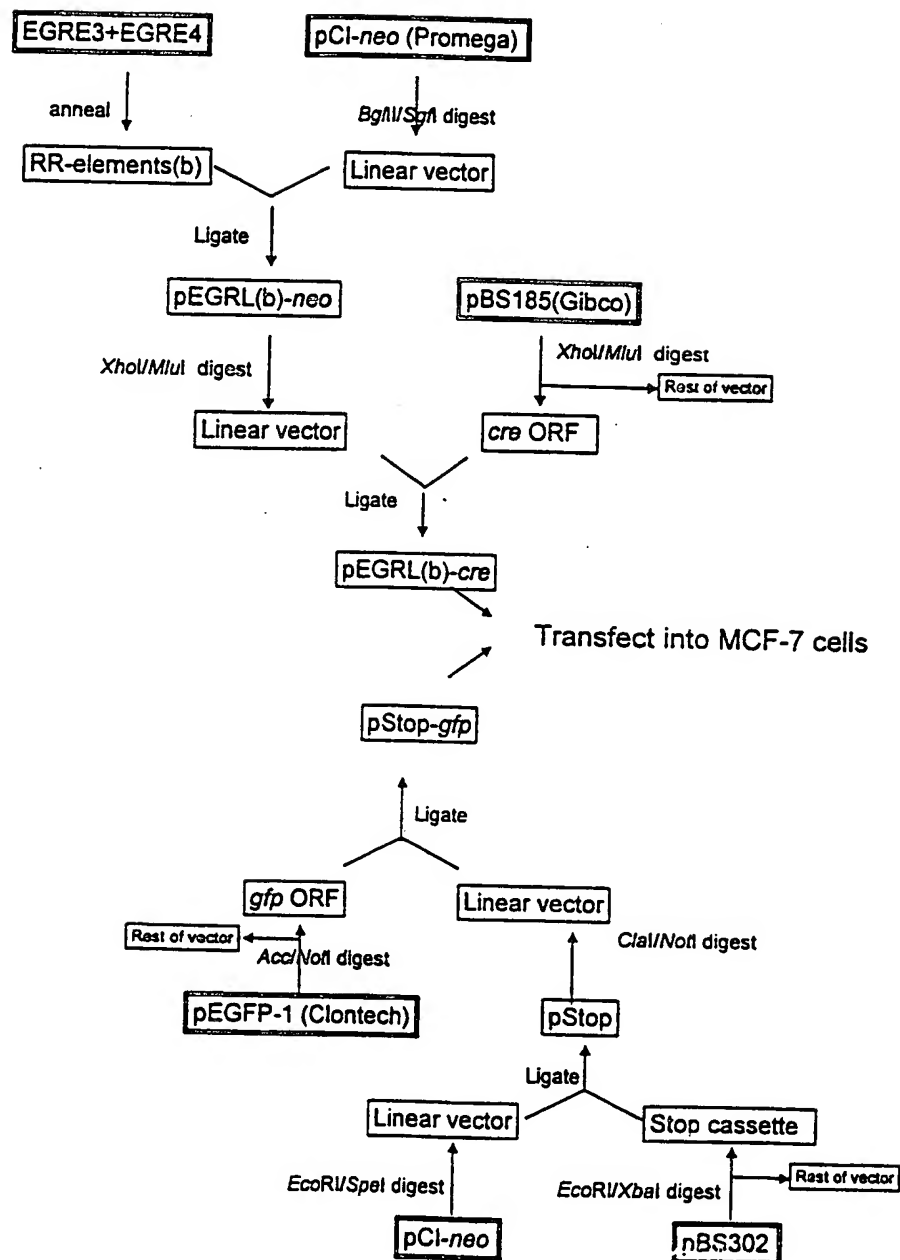 EGRE3+EGRE4
pCI-neo (Promega)
anneal
BglII/SgfI digest
RR-elements(b)
Linear vector
Ligate
pEGRL(b)-neo
pBS185(Gibco)
XhoI/MluI digest
XhoI/MluI digest
Rest of vector
Linear vector
cre ORF
Ligate
pEGRL(b)-cre
Transfect into MCF-7 cells
pStop-gfp
Ligate
gfp ORF
Linear vector
Rest of vector
AccI/NotI digest
ClaI/NotI digest
pEGFP-1 (Clontech)
pStop
Ligate
Linear vector
Stop cassette
EcoRI/SpeI digest
EcoRI/XbaI digest
Rest of vector
pCI-neo
pBS302